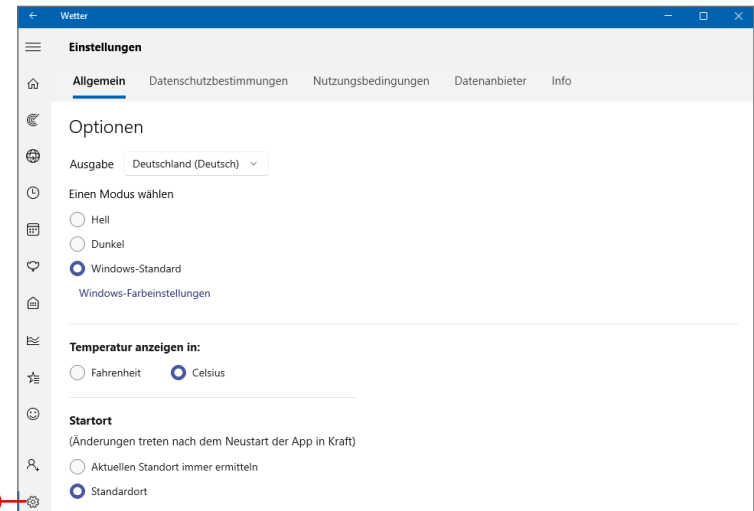 Wetter
Einstellungen
Allgemein Datenschutzbestimmungen Nutzungsbedingungen Datenanbieter Info
Optionen
Ausgabe Deutschland (Deutsch)
Einen Modus wählen
Hell
Dunkel
Windows-Standard
Windows-Farbeinstellungen
Temperatur anzeigen in:
Fahrenheit Celsius
Startort
(Änderungen treten nach dem Neustart der App in Kraft)
Aktuellen Standort immer ermitteln
Standardort